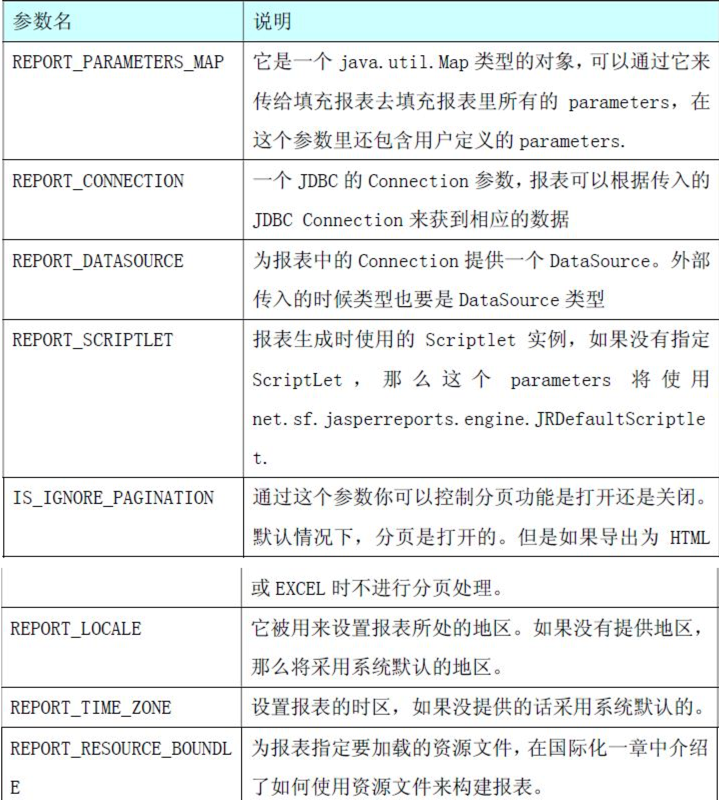 参数名 说明
REPORT_PARAMETERS_MAP 它是一个 java.util.Map 类型的对象，可以通过它来
传给填充报表去填充报表里所有的 parameters，在
这个参数里还包含用户定义的 parameters.
REPORT_CONNECTION 一个 JDBC 的 Connection 参数，报表可以根据传入的
JDBC Connection 来获到相应的数据
REPORT_DATASOURCE 为报表中的 Connection 提供一个 DataSource。外部
传入的时候类型也要是 DataSource 类型
REPORT_SCRIPTLET 报表生成时使用的 Scriptlet 实例，如果没有指定
ScriptLet ， 那么这个 parameters 将使用
net.sf.jasperreports.engine.JRDefaultScriptle
t.
IS_IGNORE_PAGINATION 通过这个参数你可以控制分页功能是打开还是关闭。
默认情况下，分页是打开的。但是如果导出为 HTML
或 EXCEL 时不进行分页处理。
REPORT_LOCALE 它被用来设置报表所处的地区。如果没有提供地区，
那么将采用系统默认的地区。
REPORT_TIME_ZONE 设置报表的时区，如果没提供的话采用系统默认的。
REPORT_RESOURCE_BOUNDL 为报表指定要加载的资源文件，在国际化一章中介绍
E 了如何使用资源文件来构建报表。